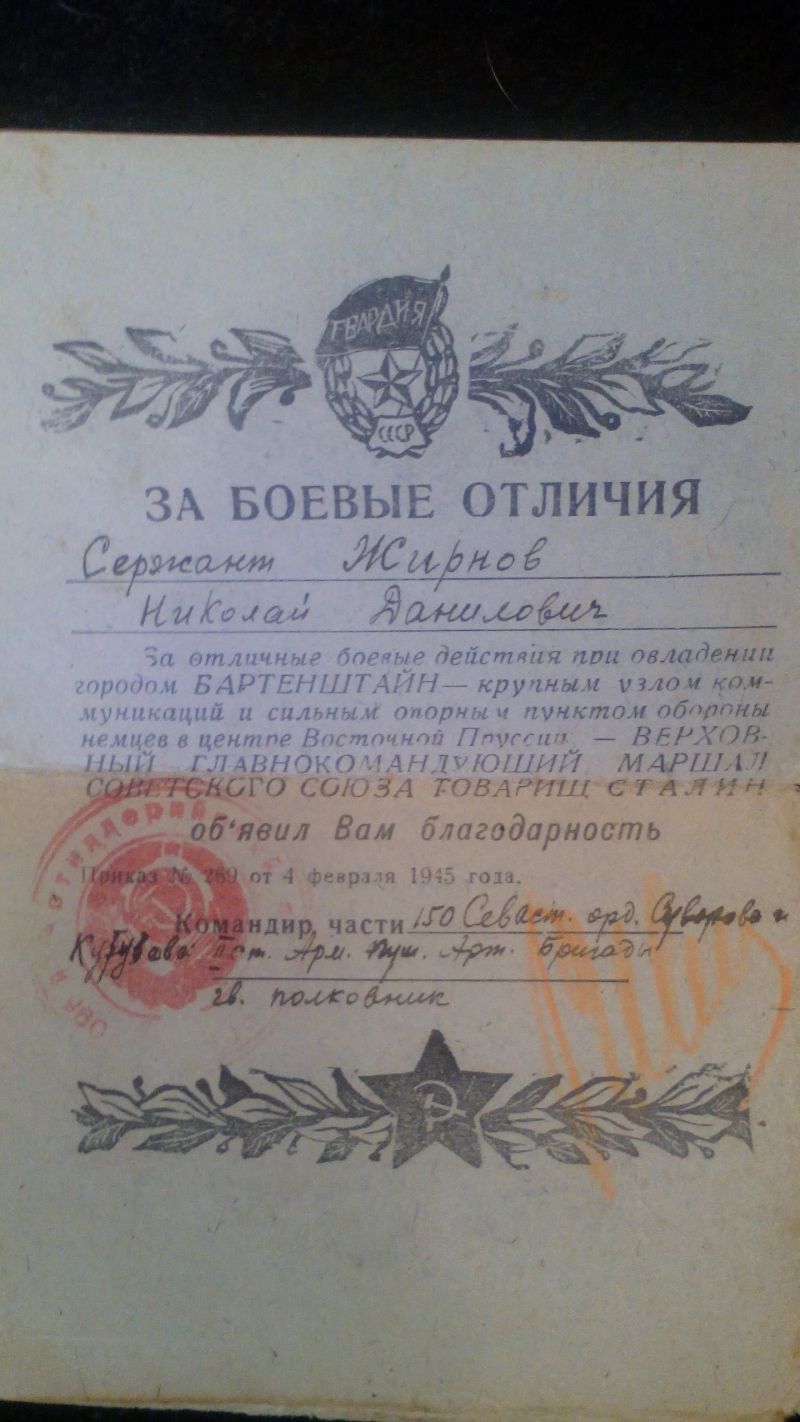 ГВАРДИЯ
СССР
ЗА БОЕВЫЕ ОТЛИЧИЯ
Сержант Жирнов
Николай Данилович
За отличные боевые действия при овладении
городом БАРТЕНШТАЙН — крупным узлом ком-
муникаций и сильным опорным пунктом обороны
немцев в центре Восточной Пруссии, — ВЕРХОВ-
НЫЙ ГЛАВНОКОМАНДУЮЩИЙ МАРШАЛ
СОВЕТСКОГО СОЮЗА ТОВАРИЩ СТАЛИН
об'явил Вам благодарность
Приказ № 269 от 4 февраля 1945 года.
Командир части 150 Севаст. орд. Суворова и
Арм. Пуш. Арт. Бригады
гв. полковник